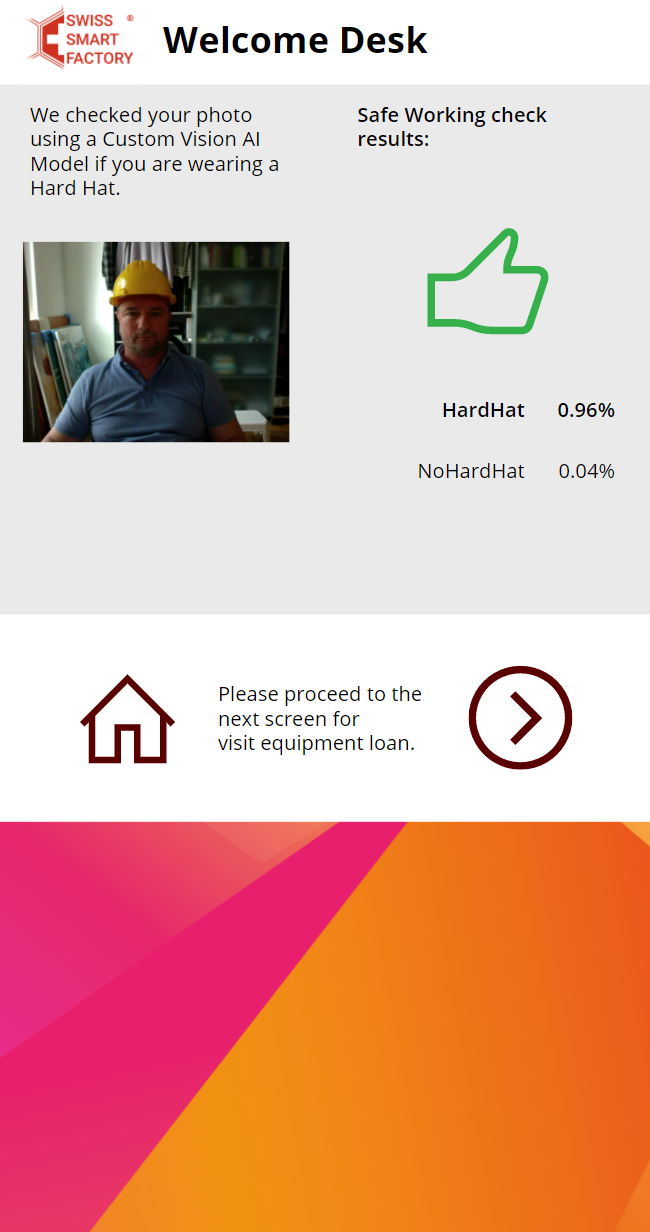 SWISS ®
SMART
FACTORY
Welcome Desk
We checked your photo
using a Custom Vision AI
Model if you are wearing a
Hard Hat.
Safe Working check
results:
HardHat 0.96%
NoHardHat 0.04%
Please proceed to the
next screen for
visit equipment loan.